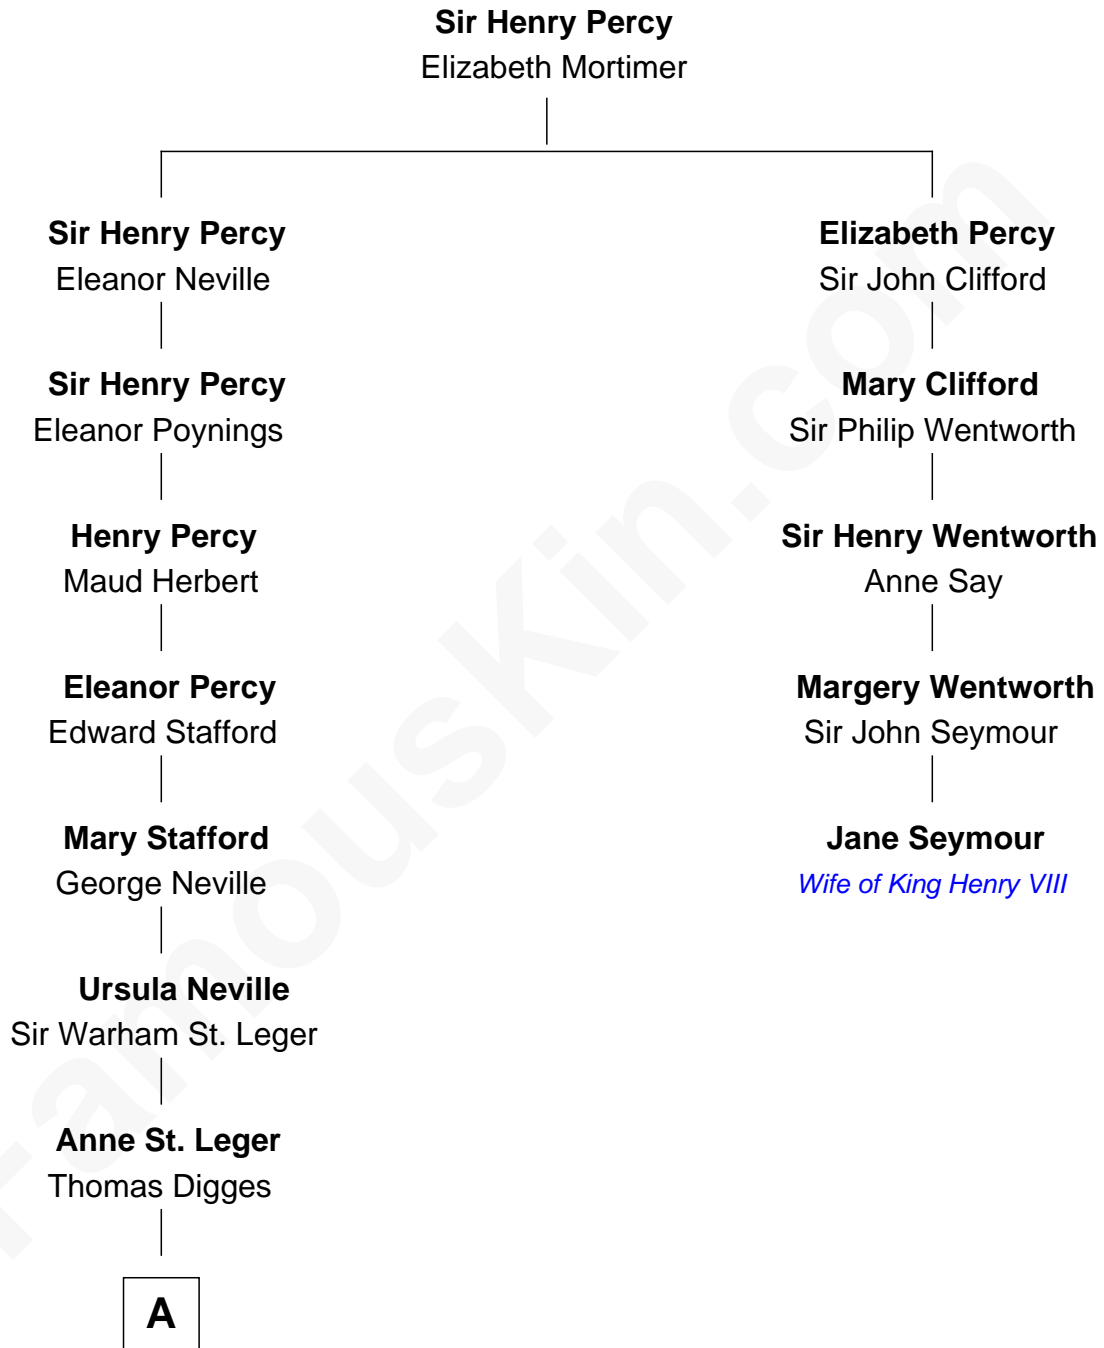 Sir Henry Percy
Elizabeth Mortimer
Sir Henry Percy
Eleanor Neville
Sir Henry Percy
Eleanor Poynings
Henry Percy
Maud Herbert
Eleanor Percy
Edward Stafford
Mary Stafford
George Neville
Ursula Neville
Sir Warham St. Leger
Anne St. Leger
Thomas Digges
A
Elizabeth Percy
Sir John Clifford
Mary Clifford
Sir Philip Wentworth
Sir Henry Wentworth
Anne Say
Margery Wentworth
Sir John Seymour
Jane Seymour
Wife of King Henry VIII
FamousKin.com